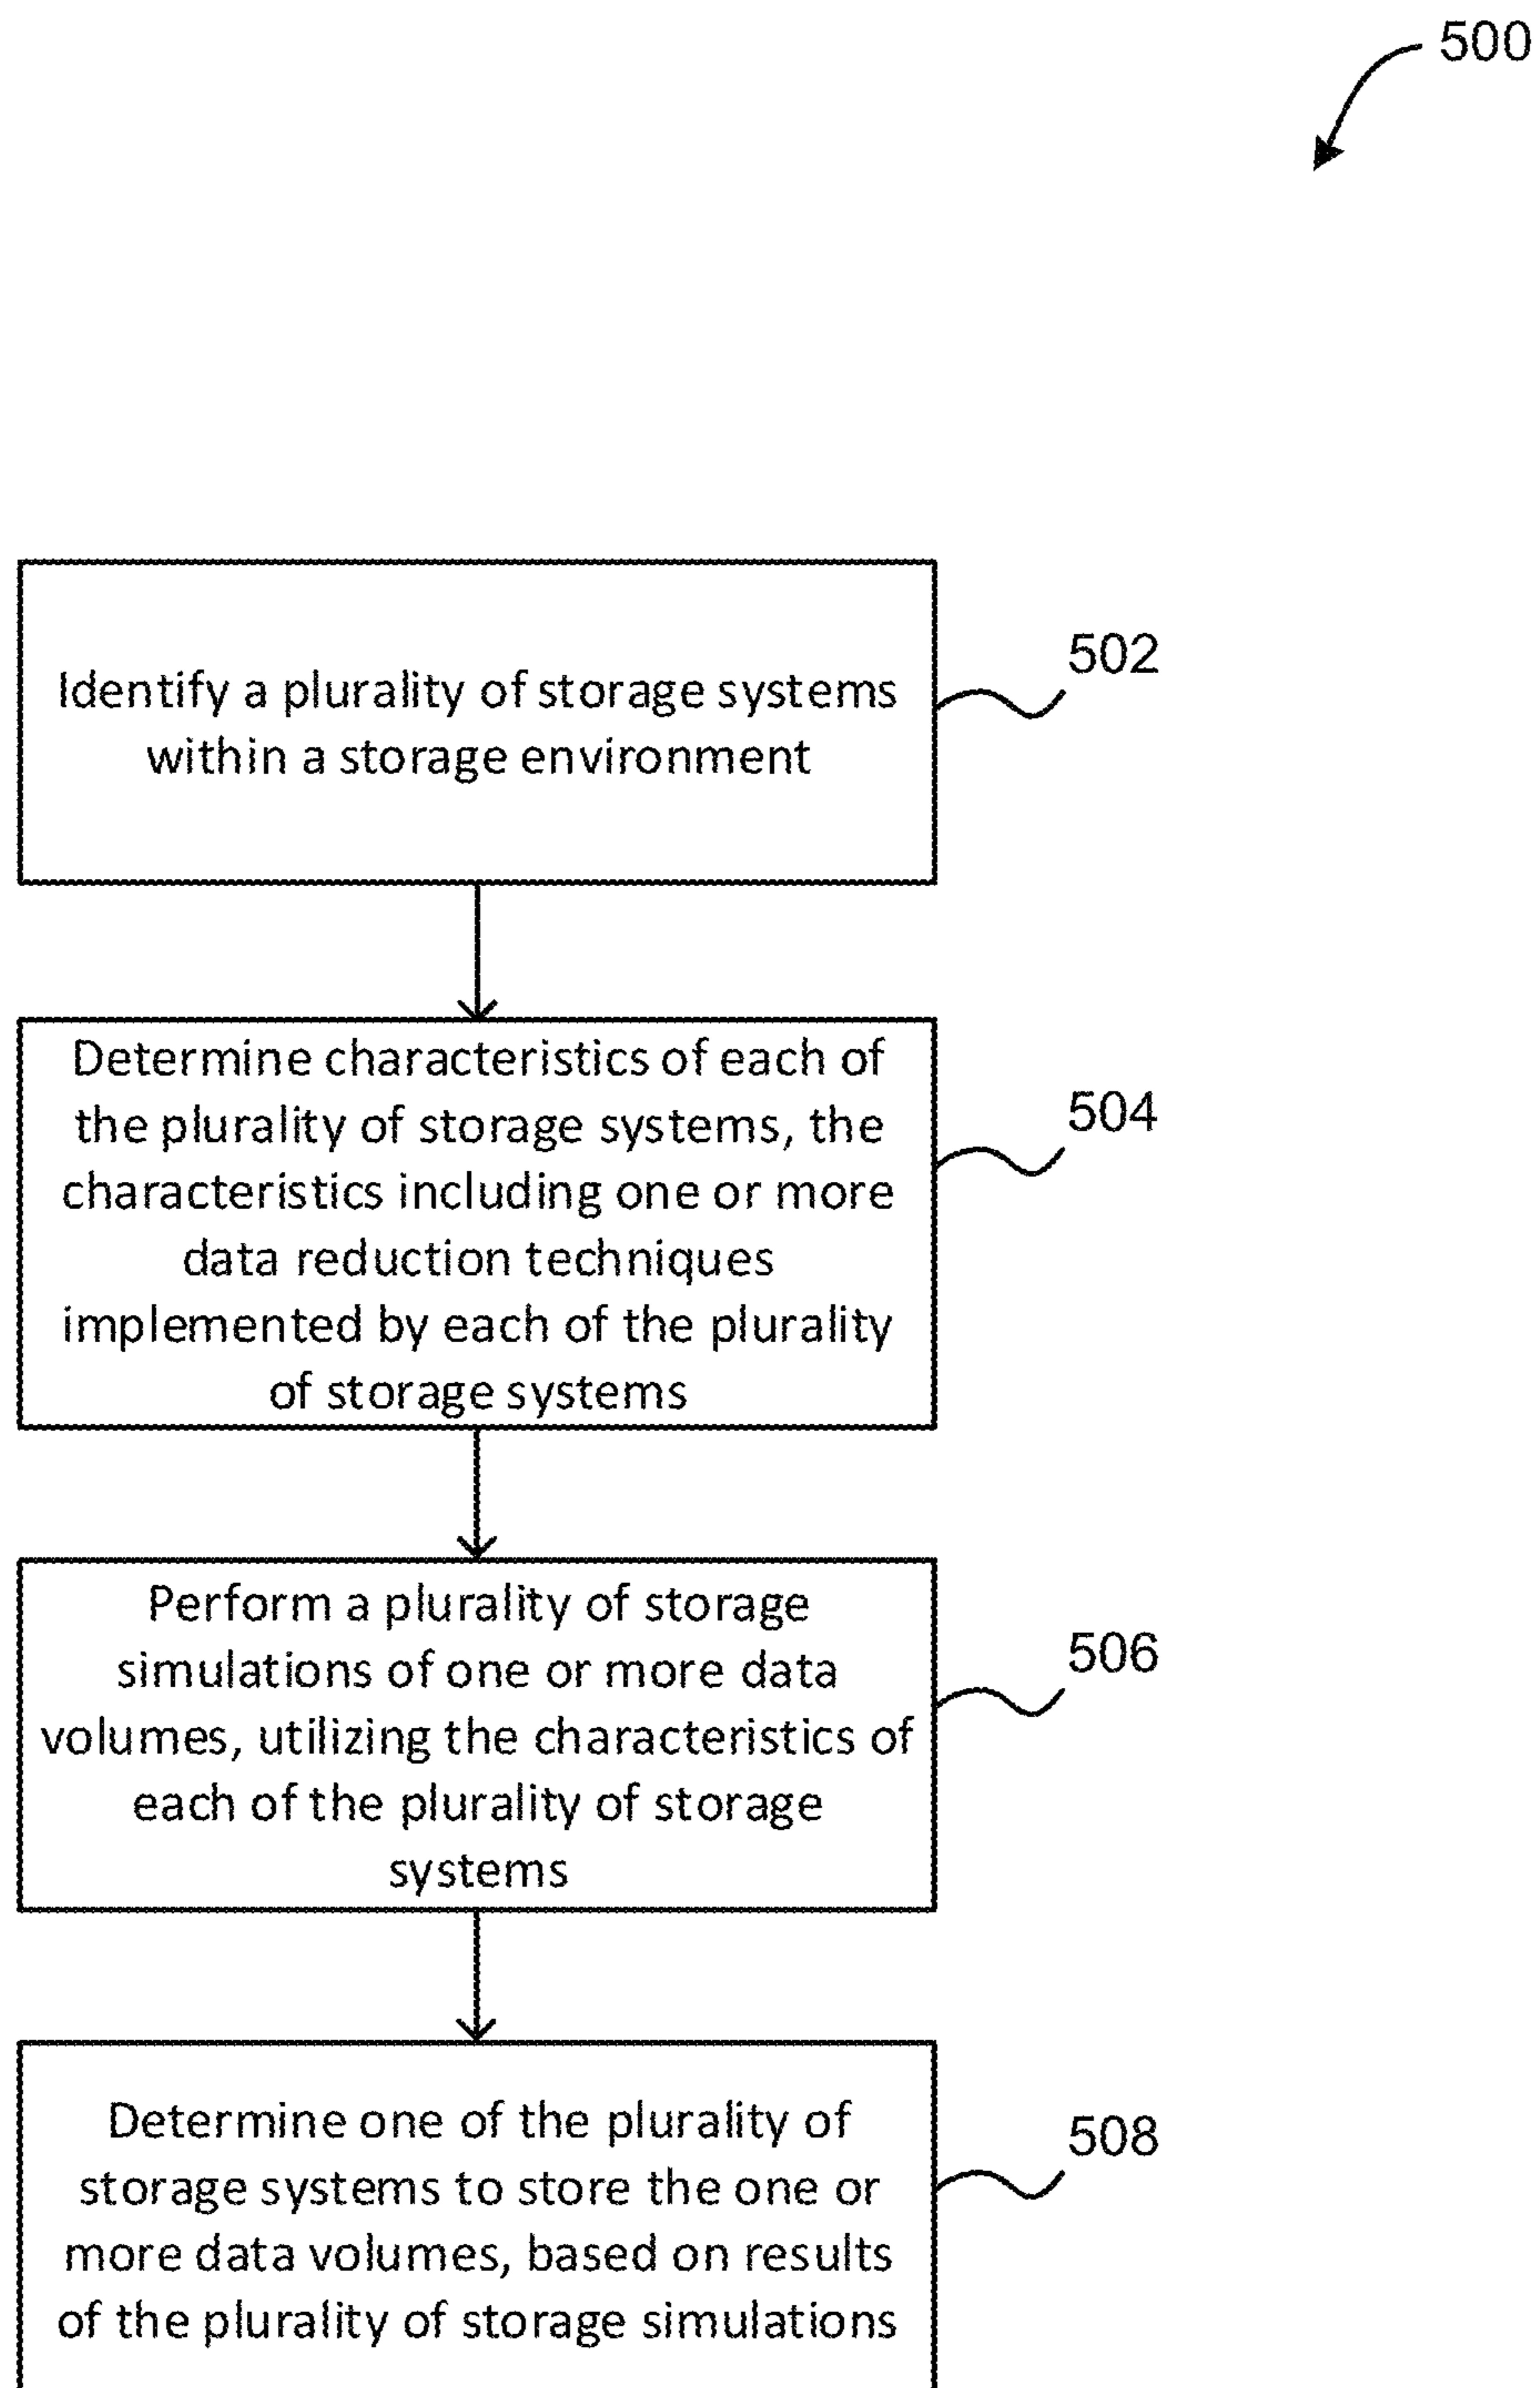 500
Identify a plurality of storage systems
within a storage environment
502
Determine characteristics of each of
the plurality of storage systems, the
characteristics including one or more
data reduction techniques
implemented by each of the plurality
of storage systems
504
Perform a plurality of storage
simulations of one or more data
volumes, utilizing the characteristics of
each of the plurality of storage
systems
506
Determine one of the plurality of
storage systems to store the one or
more data volumes, based on results
of the plurality of storage simulations
508